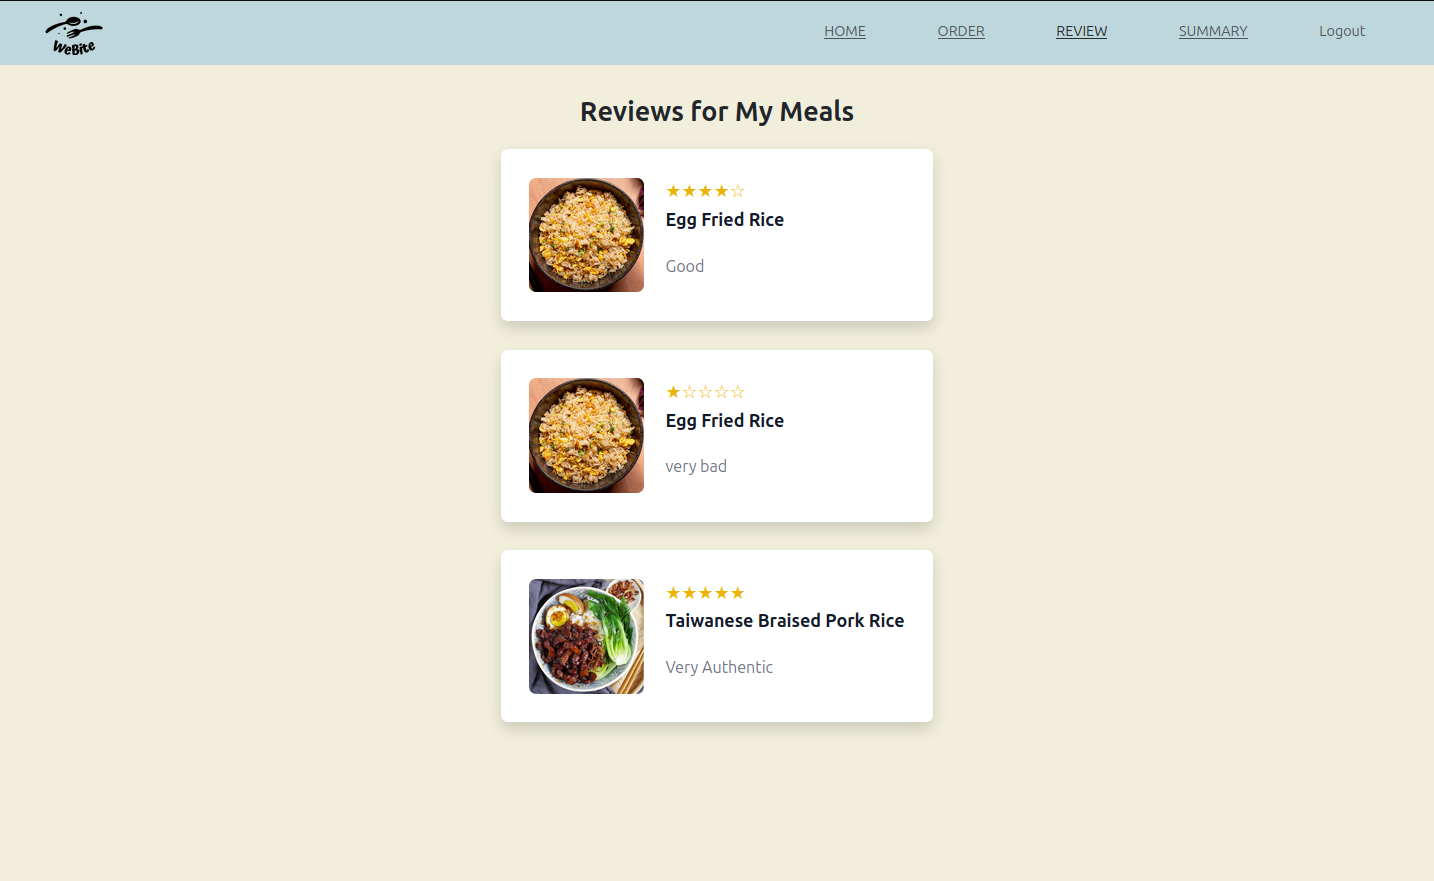 WeBite
HOME ORDER REVIEW SUMMARY Logout
Reviews for My Meals
★★★★☆
Egg Fried Rice
Good
★☆☆☆☆
Egg Fried Rice
very bad
★★★★★
Taiwanese Braised Pork Rice
Very Authentic